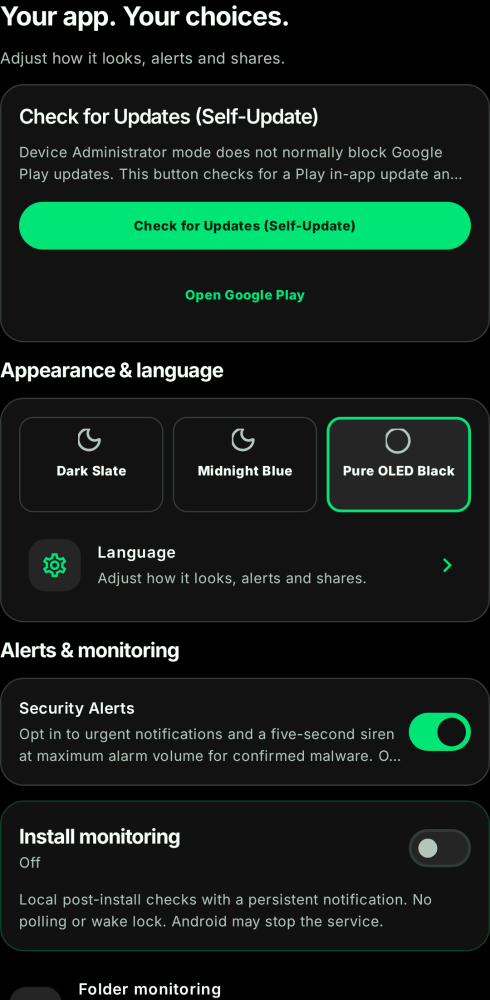 Your app. Your choices.
Adjust how it looks, alerts and shares.
Check for Updates (Self-Update)
Device Administrator mode does not normally block Google
Play updates. This button checks for a Play in-app update an...
Check for Updates (Self-Update)
Open Google Play
Appearance & language
Dark Slate
Midnight Blue
Pure OLED Black
Language
Adjust how it looks, alerts and shares.
Alerts & monitoring
Security Alerts
Opt in to urgent notifications and a five-second siren
at maximum alarm volume for confirmed malware. O...
Install monitoring
Off
Local post-install checks with a persistent notification. No
polling or wake lock. Android may stop the service.
Folder monitoring